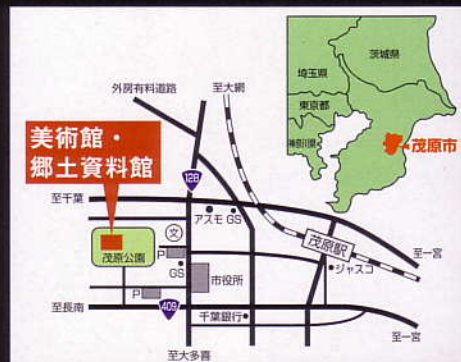 外房有料道路
至大網
茨城県
埼玉県
東京都
神奈川県
茂原市
美術館・
郷土資料館
128
至千葉
アスモ
GS
文
茂原駅
茂原公園
P
GS
市役所
ジャスコ
至一宮
P
至長南
409
千葉銀行
至一宮
至大多喜